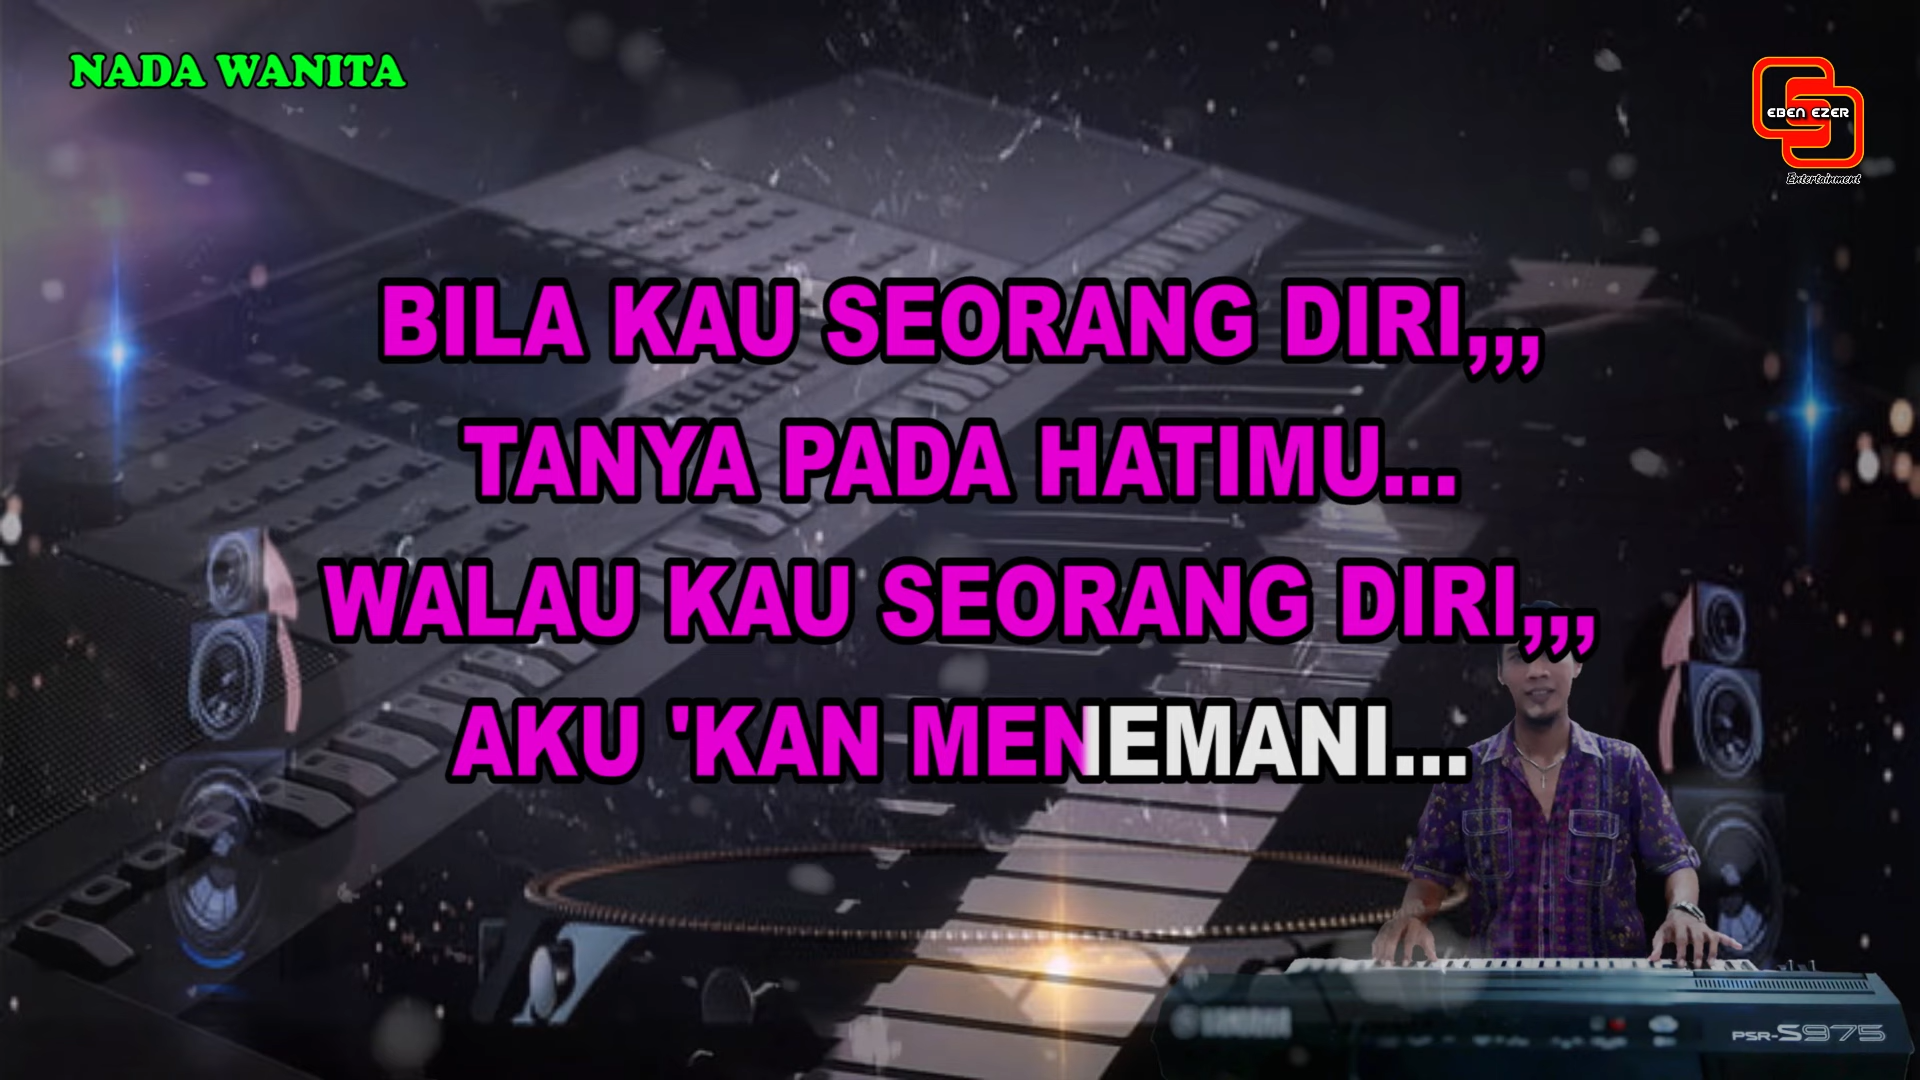 NADA WANITA
EBEN EZER
Entertainment
BILA KAU SEORANG DIRI,,,
TANYA PADA HATIMU...
WALAU KAU SEORANG DIRI,,,
AKU 'KAN MENEMANI...
YAMAHA
PSR-S975